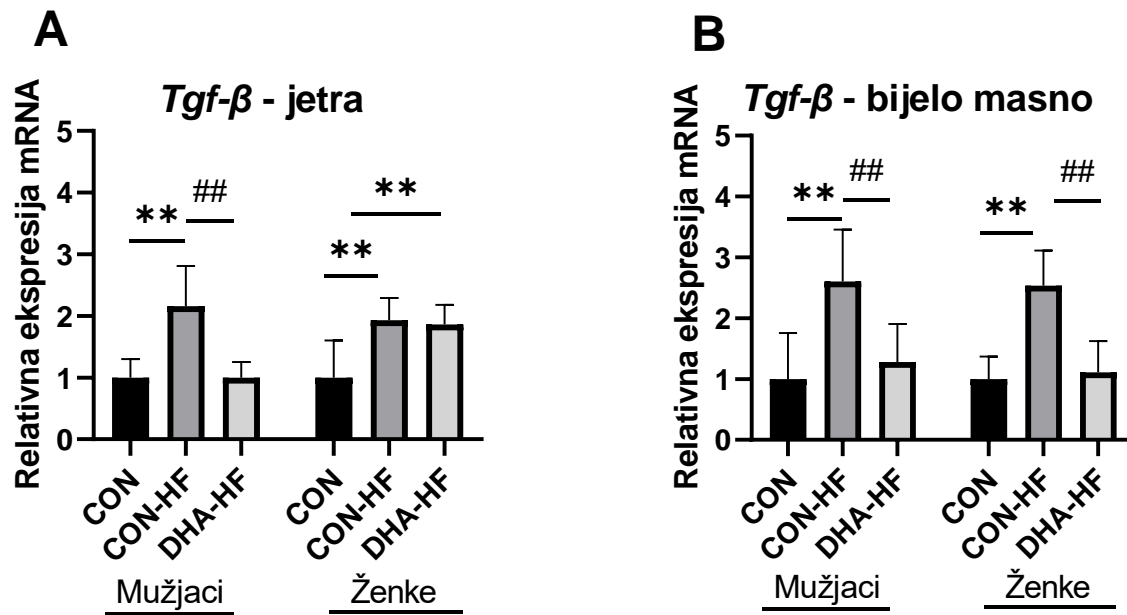 A
Tgf-β - jetra
Relativna ekspresija mRNA
5
4
3
2
1
0
** ##
** **
CON
CON-HF
DHA-HF
CON
CON-HF
DHA-HF
Mužjaci
Ženke
B
Tgf-β - bijelo masno
Relativna ekspresija mRNA
5
4
3
2
1
0
** ##
** ##
CON
CON-HF
DHA-HF
CON
CON-HF
DHA-HF
Mužjaci
Ženke